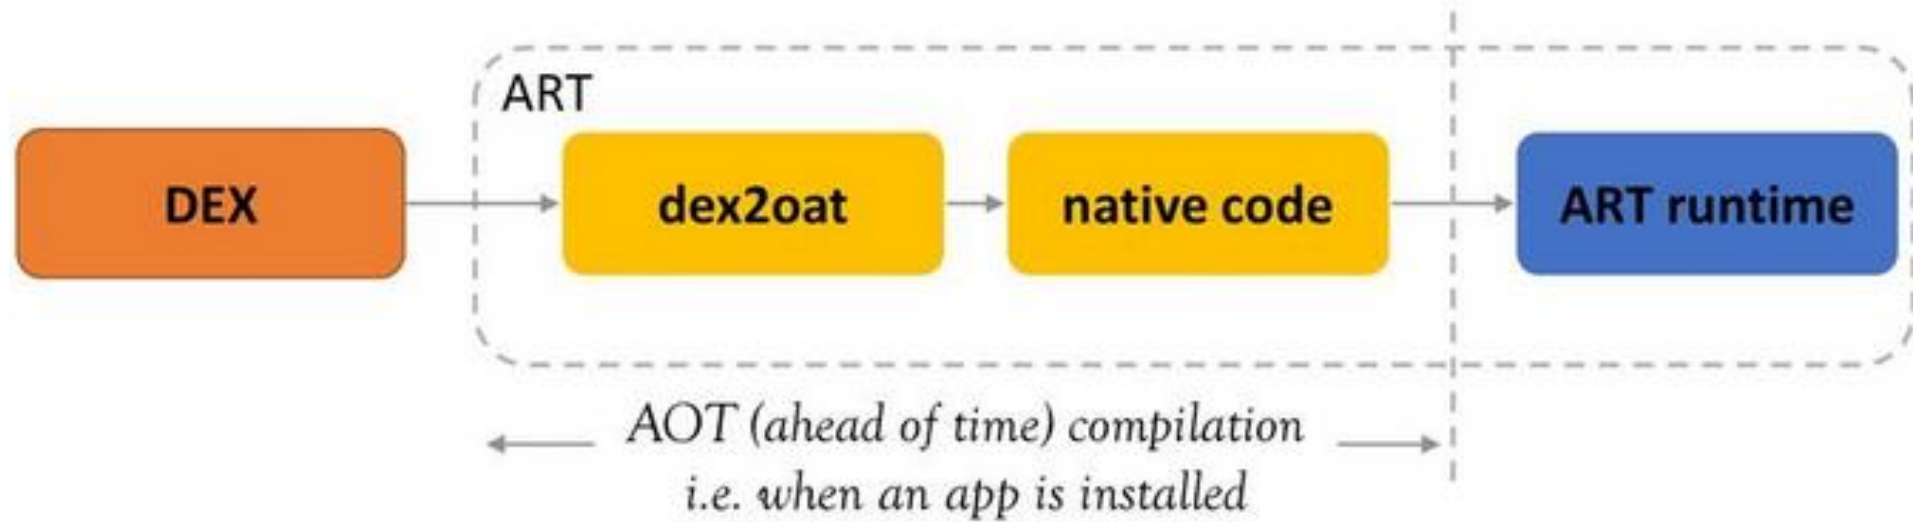 ART
DEX
dex2oat
native code
ART runtime
AOT (ahead of time) compilation
i.e. when an app is installed